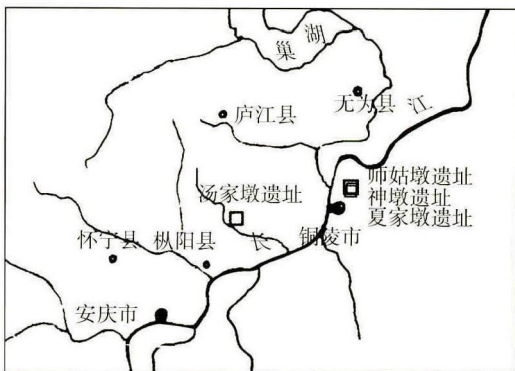 巢湖
无为县
庐江县
江
师姑墩遗址
神墩遗址
夏家墩遗址
汤家墩遗址
铜陵市
长
怀宁县
枞阳县
安庆市